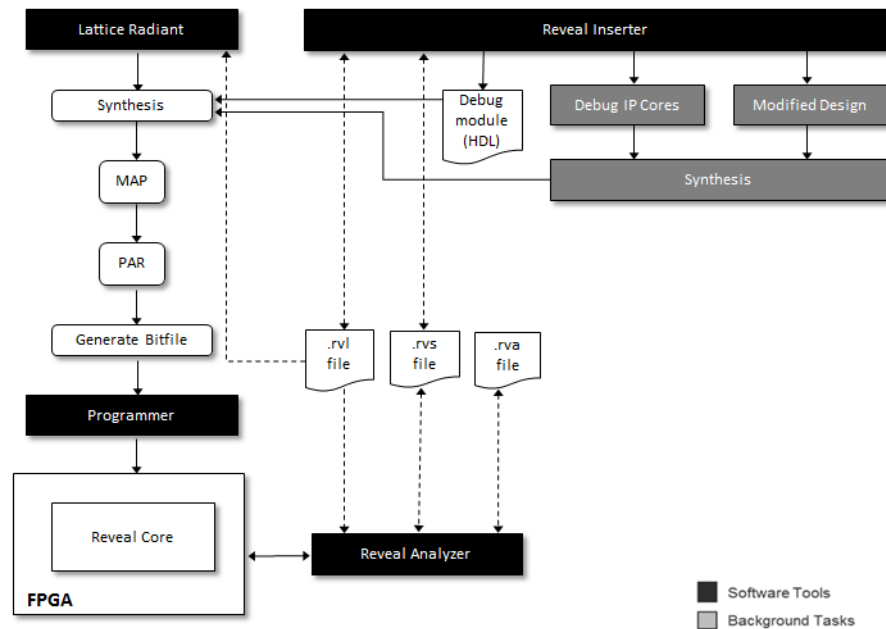 Lattice Radiant
Reveal Inserter
Synthesis
Debug
module
(HDL)
Debug IP Cores
Modified Design
MAP
Synthesis
PAR
Generate Bitfile
.rvl
file
.rvs
file
.rva
file
Programmer
Reveal Core
Reveal Analyzer
FPGA
Software Tools
Background Tasks